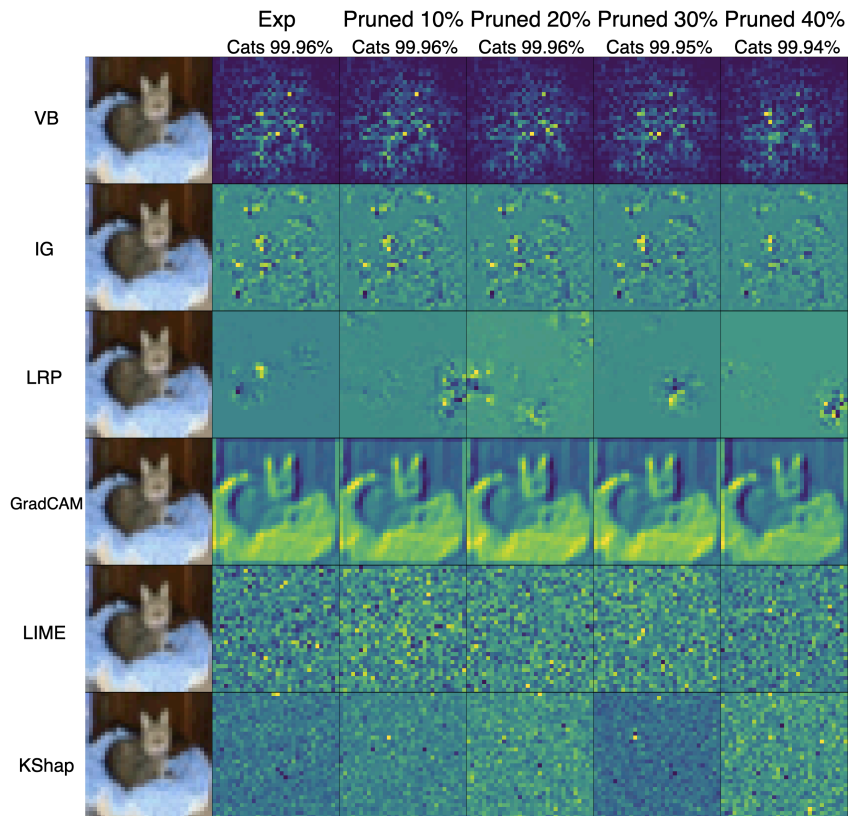 Exp Pruned 10% Pruned 20% Pruned 30% Pruned 40%
Cats 99.96% Cats 99.96% Cats 99.96% Cats 99.95% Cats 99.94%
VB
IG
LRP
GradCAM
LIME
KShap